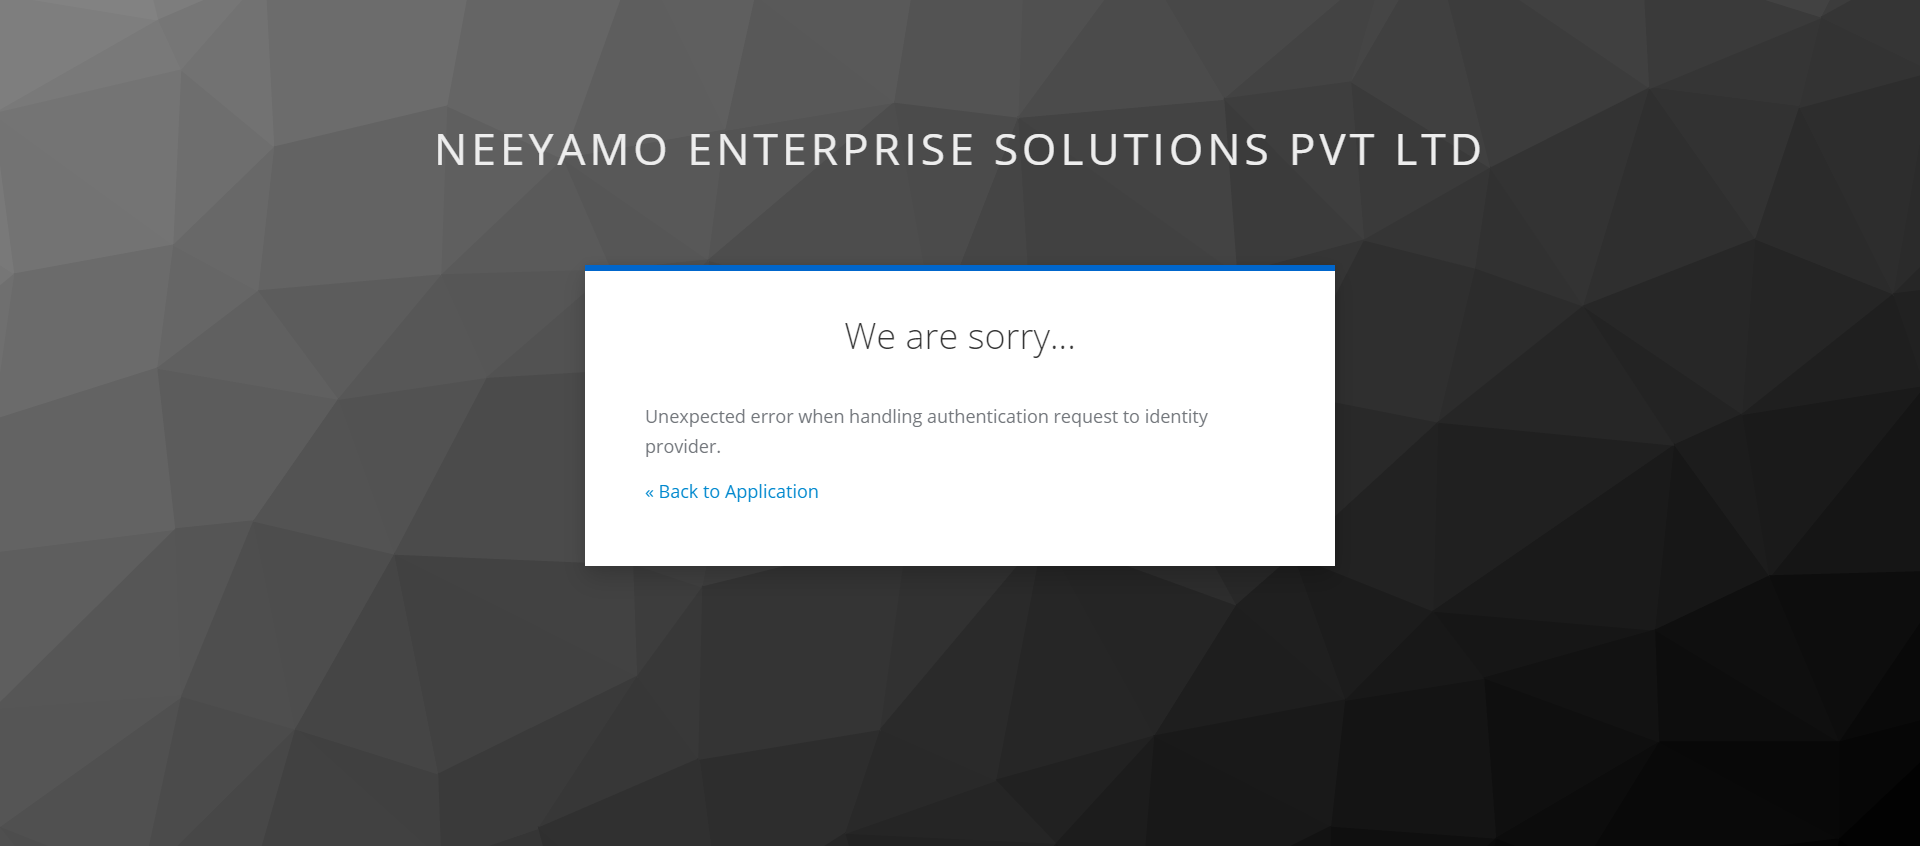 NEEYAMO ENTERPRISE SOLUTIONS PVT LTD
We are sorry...
Unexpected error when handling authentication request to identity
provider.
« Back to Application